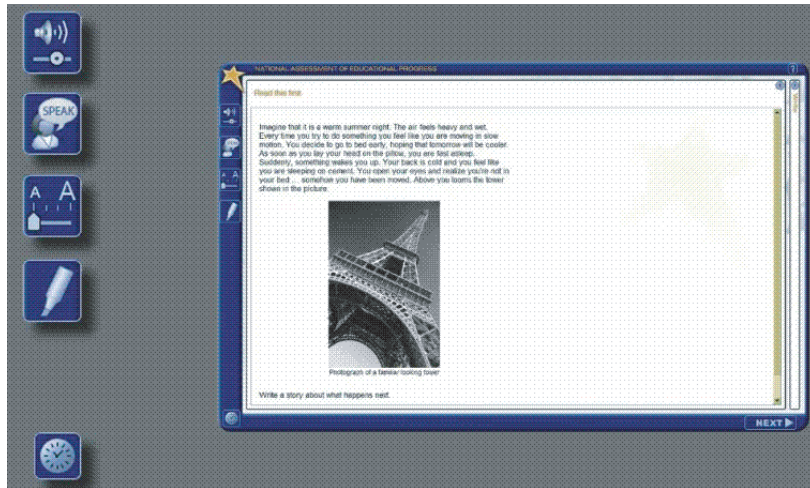 SPEAK
A A
NATIONAL ASSESSMENT OF EDUCATIONAL PROGRESS
?
Read this first.
Write
Imagine that it is a warm summer night. The air feels heavy and wet.
Every time you try to do something you feel like you are moving in slow
motion. You decide to go to bed early, hoping that tomorrow will be cooler.
As soon as you lay your head on the pillow, you are fast asleep.
Suddenly, something wakes you up. Your back is cold and you feel like
you are sleeping on cement. You open your eyes and realize you're not in
your bed ... somehow you have been moved. Above you looms the tower
shown in the picture.
A A
Photograph of a familiar looking tower
Write a story about what happens next.
NEXT